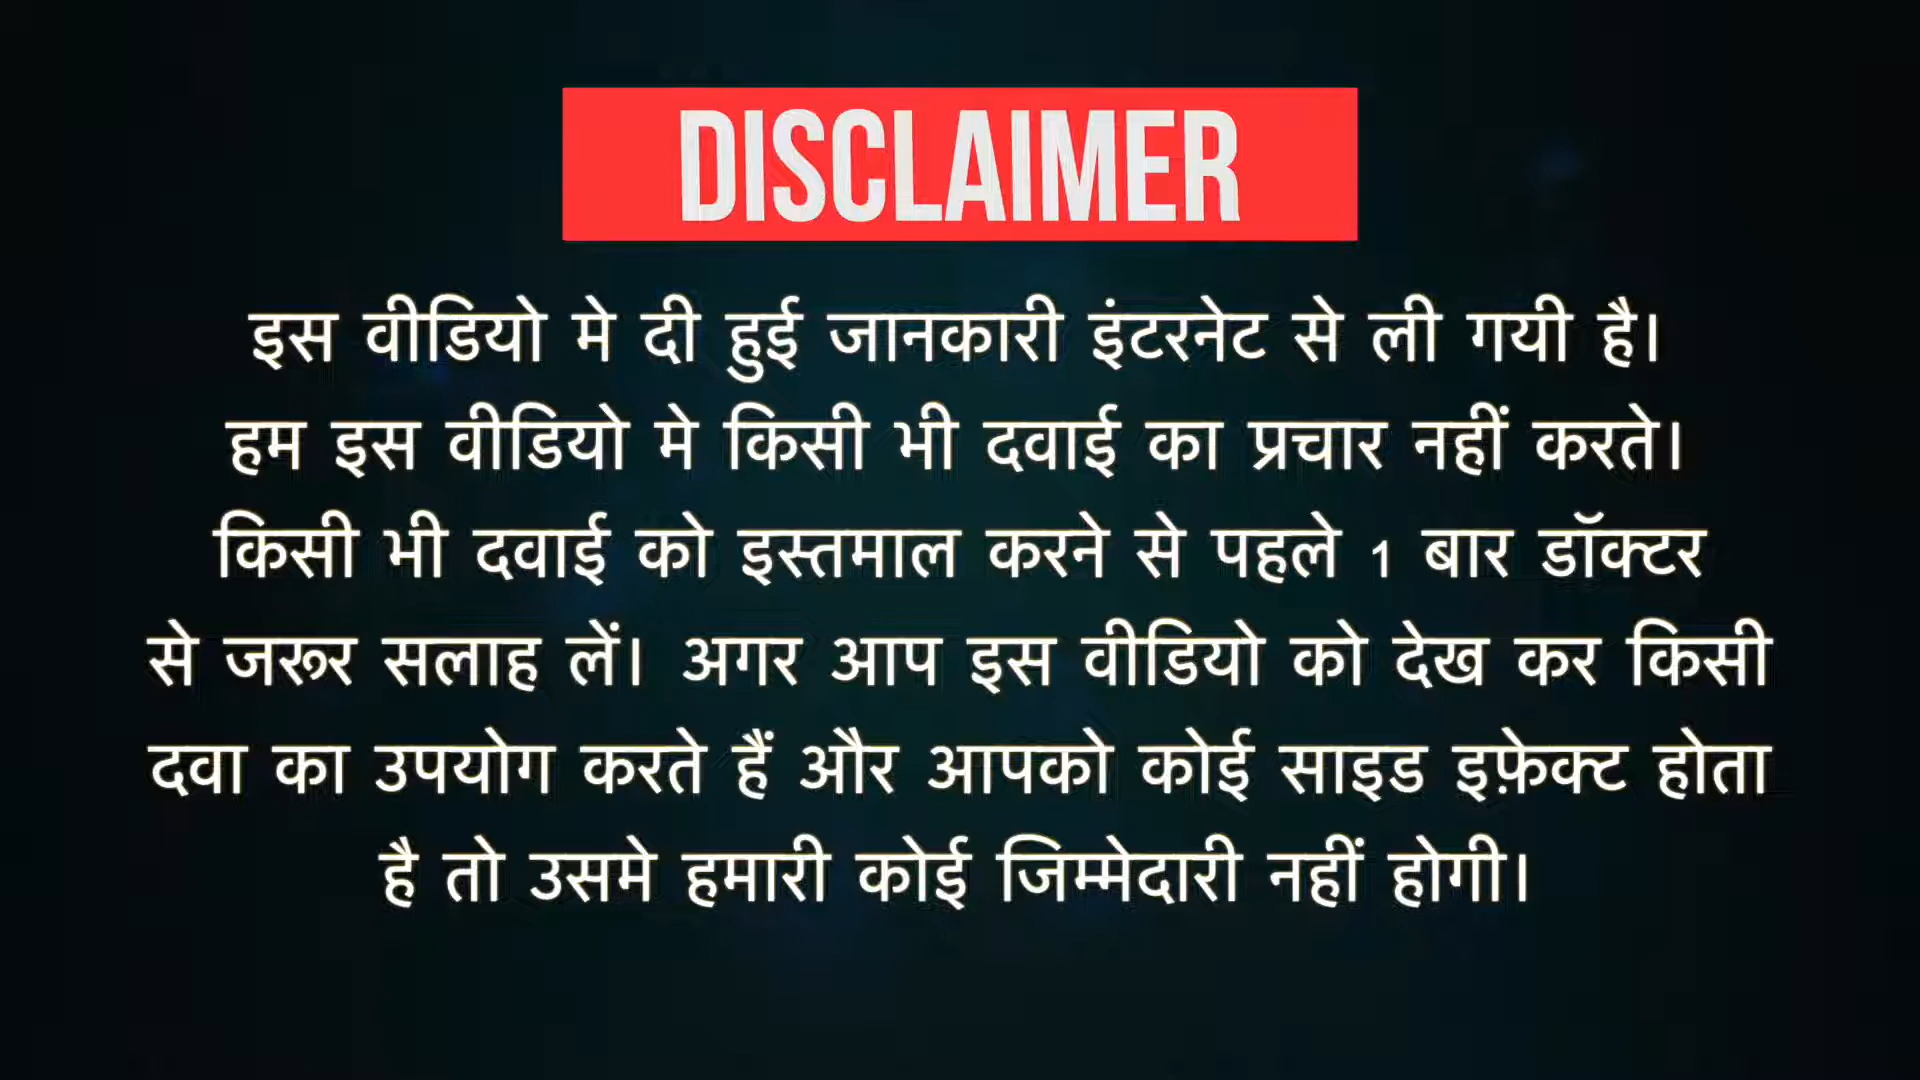 DISCLAIMER
इस वीडियो मे दी हुई जानकारी इंटरनेट से ली गयी है।
हम इस वीडियो मे किसी भी दवाई का प्रचार नहीं करते।
किसी भी दवाई को इस्तमाल करने से पहले 1 बार डॉक्टर
से जरूर सलाह लें। अगर आप इस वीडियो को देख कर किसी
दवा का उपयोग करते हैं और आपको कोई साइड इफ़ेक्ट होता
है तो उसमे हमारी कोई जिम्मेदारी नहीं होगी।